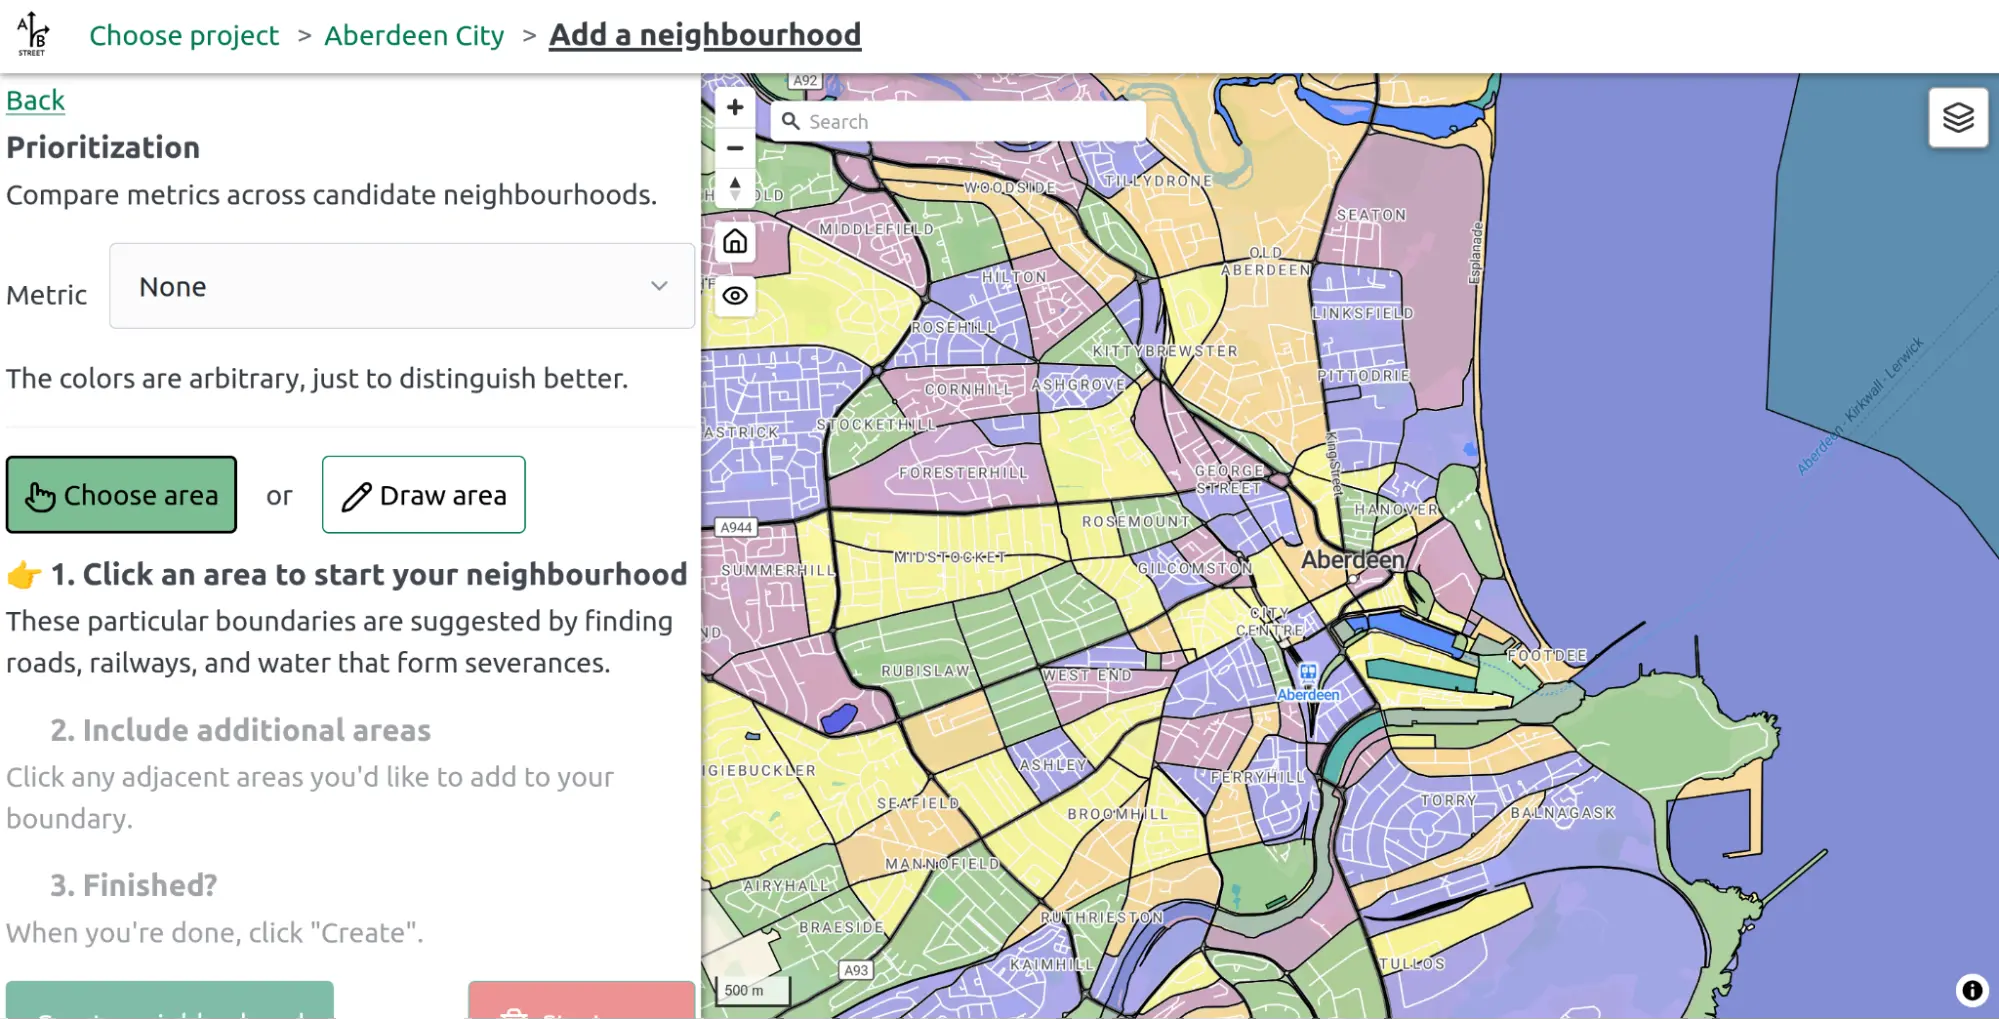 A B STREET
Choose project > Aberdeen City > Add a neighbourhood
Back
Prioritization
Compare metrics across candidate neighbourhoods.
Metric
None
The colors are arbitrary, just to distinguish better.
Choose area
or
Draw area
1. Click an area to start your neighbourhood
These particular boundaries are suggested by finding
roads, railways, and water that form severances.
2. Include additional areas
Click any adjacent areas you'd like to add to your
boundary.
3. Finished?
When you're done, click "Create".
Search
A92
WOODSIDE
TILLYDRONE
MIDDLEFIELD
SEATON
OLD
ABERDEEN
Esplanade
HILTON
LINKSFIELD
ROSEHILL
KITTYBREWSTER
PITTODRIE
CORNHILL
ASHGROVE
STOCKETHILL
ASTRICK
King Street
FORESTERHILL
GEORGE
STREET
HANOVER
A944
ROSEMOUNT
MIDSTOCKET
SUMMERHILL
GILCOMSTON
Aberdeen
CITY
CENTRE
FOOTDEE
RUBISLAW
WEST END
Aberdeen
IGIEBUCKLER
ASHLEY
FERRYHILL
SEAFIELD
BROOMHILL
TORRY
BALNAGASK
MANNOFIELD
AIRYHALL
RUTHRIESTON
BRAESIDE
KAIMHILL
TULLOS
A93
500 m
Aberdeen - Kirkwall - Lerwick